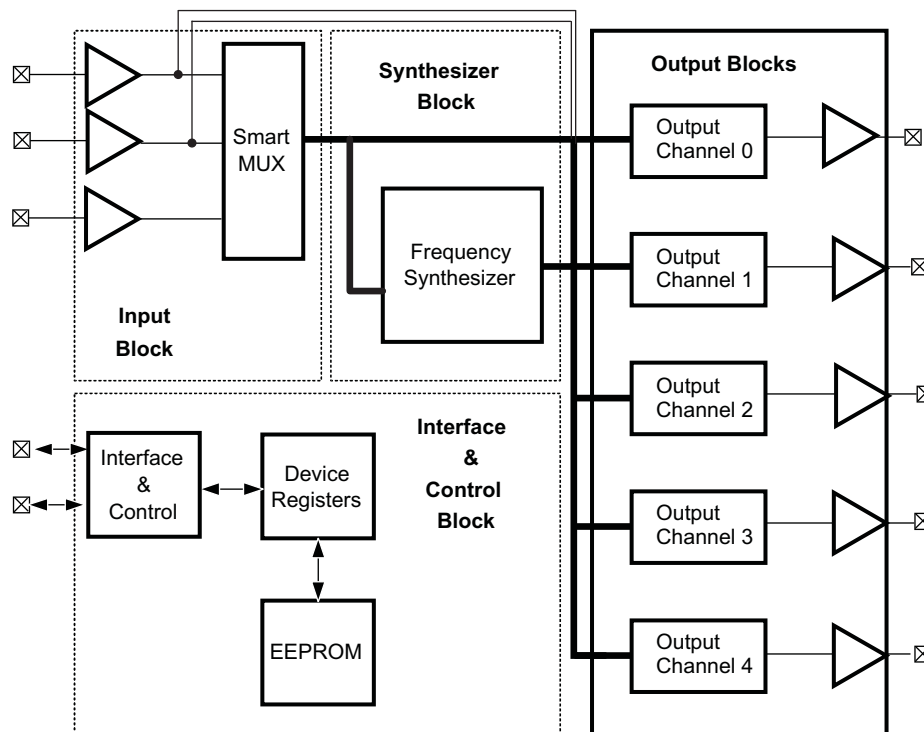 Smart
MUX
Input
Block
Synthesizer
Block
Frequency
Synthesizer
Output Blocks
Output
Channel 0
Output
Channel 1
Output
Channel 2
Output
Channel 3
Output
Channel 4
Interface
&
Control
Block
Interface
&
Control
Device
Registers
EEPROM